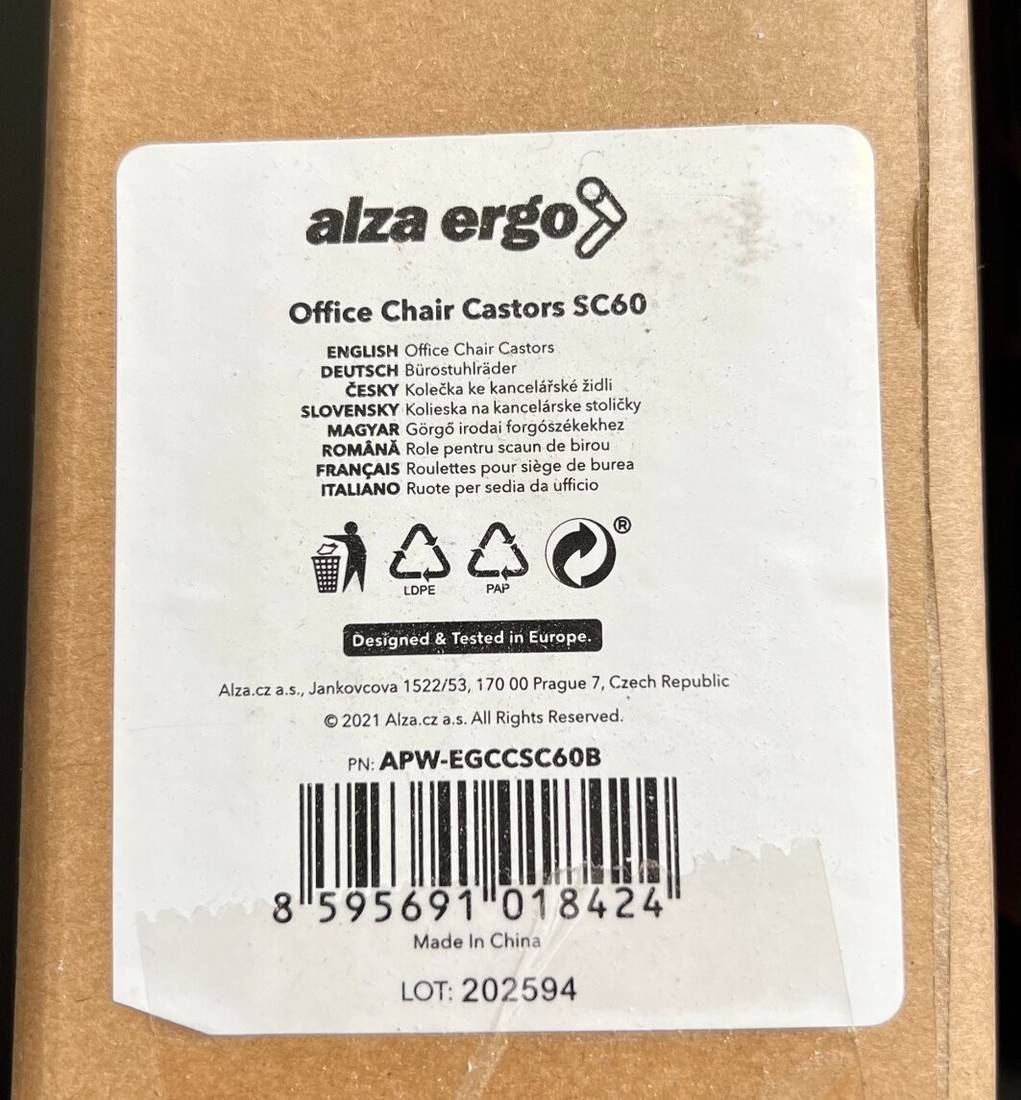 alza ergo
Office Chair Castors SC60
ENGLISH Office Chair Castors
DEUTSCH Bürostuhlräder
ČESKY Kolečka ke kancelářské židli
SLOVENSKY Kolieska na kancelárske stoličky
MAGYAR Görgő irodai forgószékekhez
ROMÂNĂ Role pentru scaun de birou
FRANÇAIS Roulettes pour siège de burea
ITALIANO Ruote per sedia da ufficio
®
LDPE PAP
Designed & Tested in Europe.
Alza.cz a.s., Jankovcova 1522/53, 170 00 Prague 7, Czech Republic
© 2021 Alza.cz a.s. All Rights Reserved.
PN: APW-EGCCSC60B
8 595691 018424
Made In China
LOT: 202594